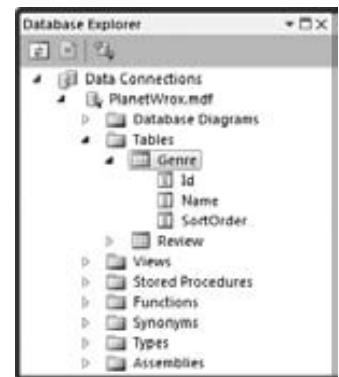 Database Explorer
Data Connections
PlanetWrox.mdf
Database Diagrams
Tables
Genre
Id
Name
SortOrder
Review
Views
Stored Procedures
Functions
Synonyms
Types
Assemblies